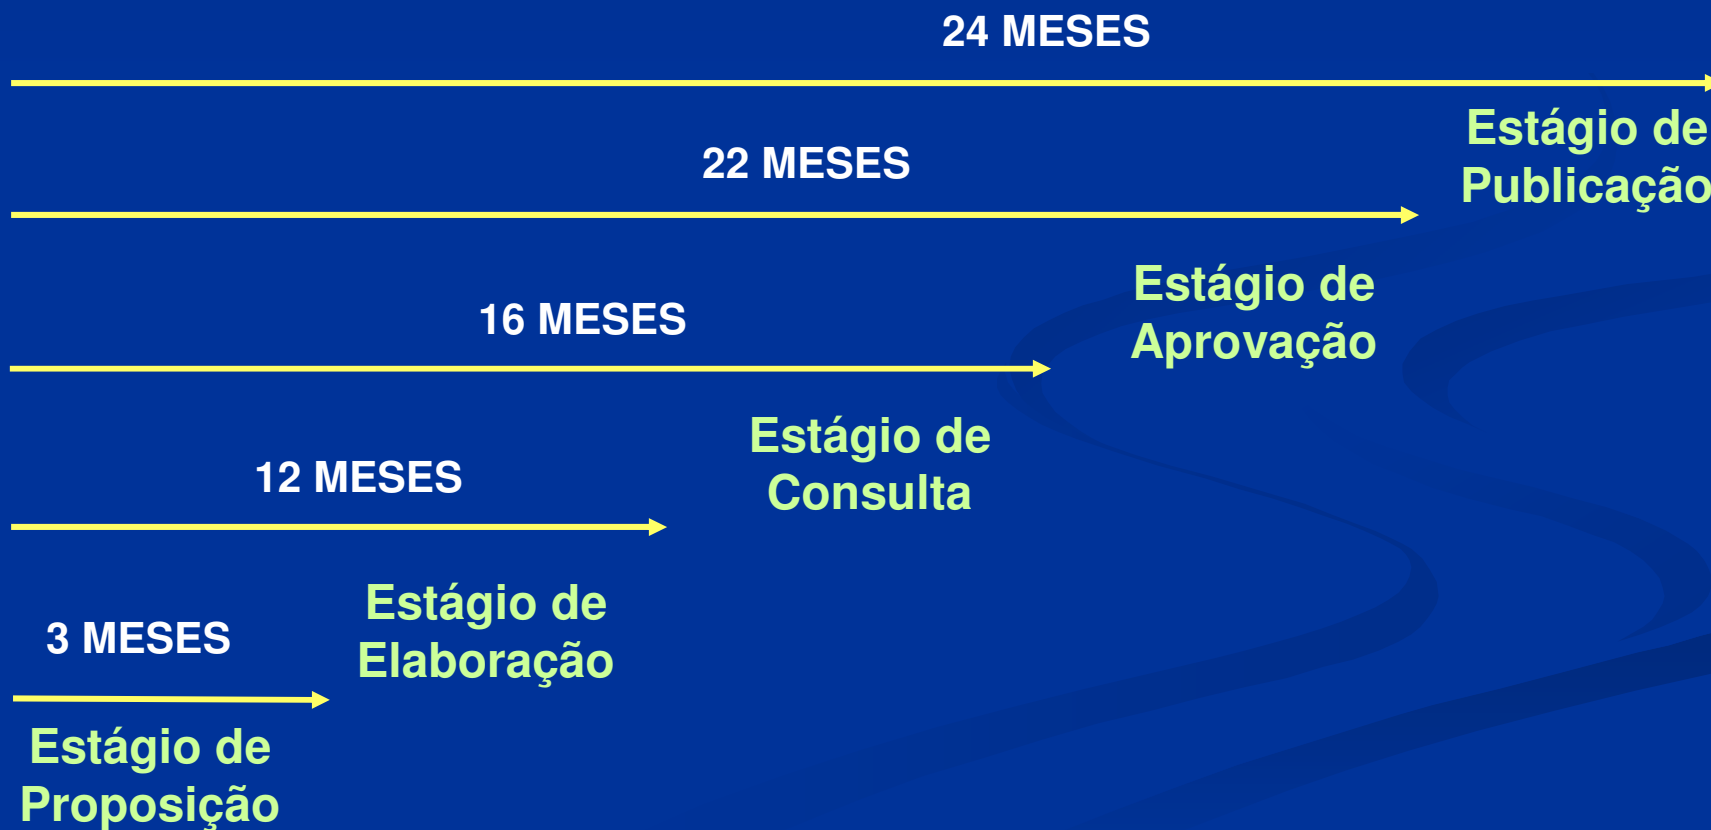 24 MESES
Estágio de
Publicação
22 MESES
Estágio de
Aprovação
16 MESES
Estágio de
Consulta
12 MESES
Estágio de
Elaboração
3 MESES
Estágio de
Proposição